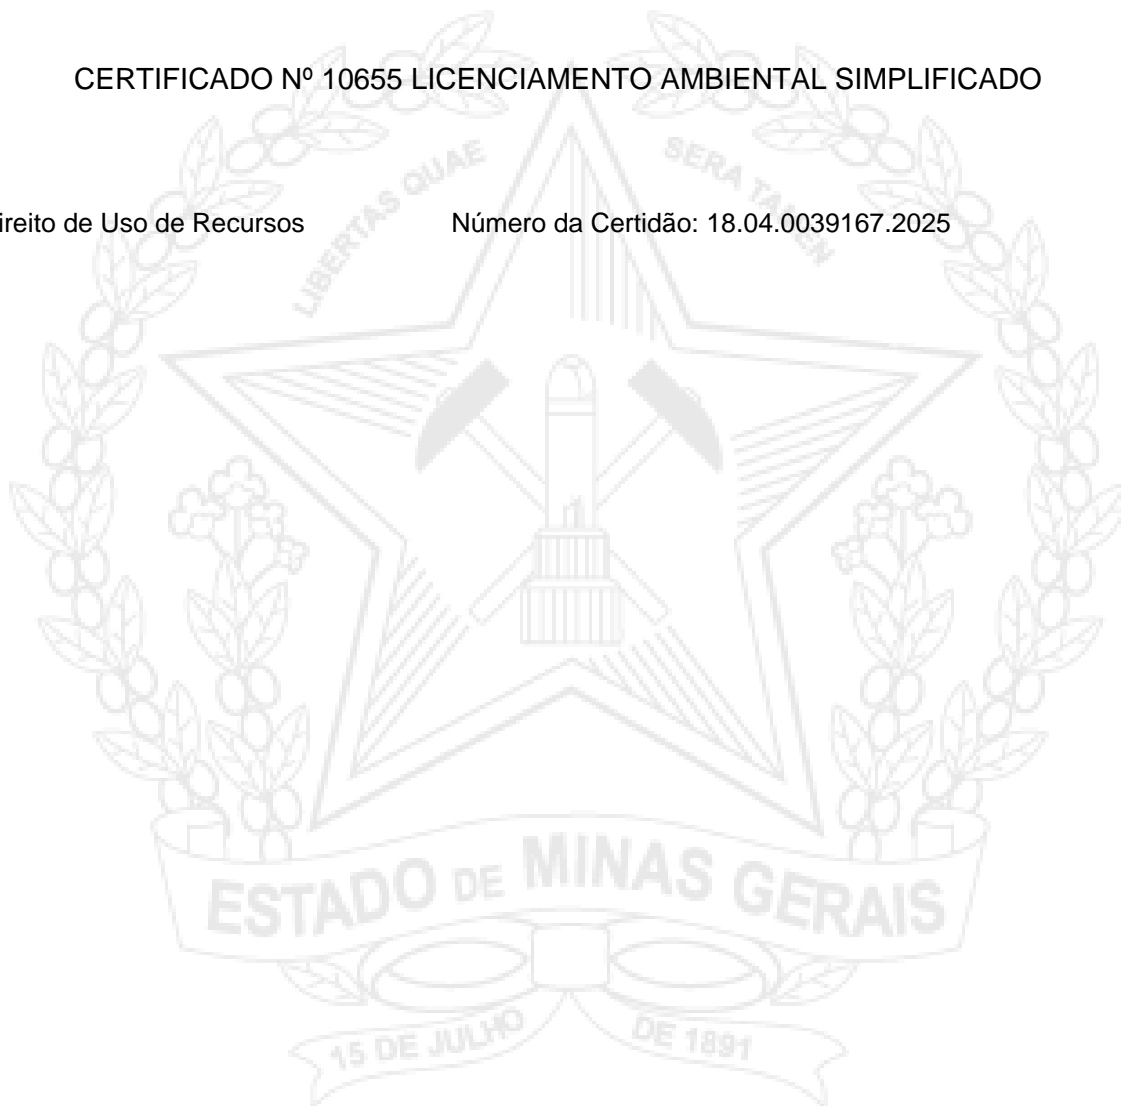 CERTIFICADO Nº 10655 LICENCIAMENTO AMBIENTAL SIMPLIFICADO
ireito de Uso de Recursos Número da Certidão: 18.04.0039167.2025
LIBERTAS QUAE SERA TAMEN
ESTADO DE MINAS GERAIS
15 DE JULHO DE 1891